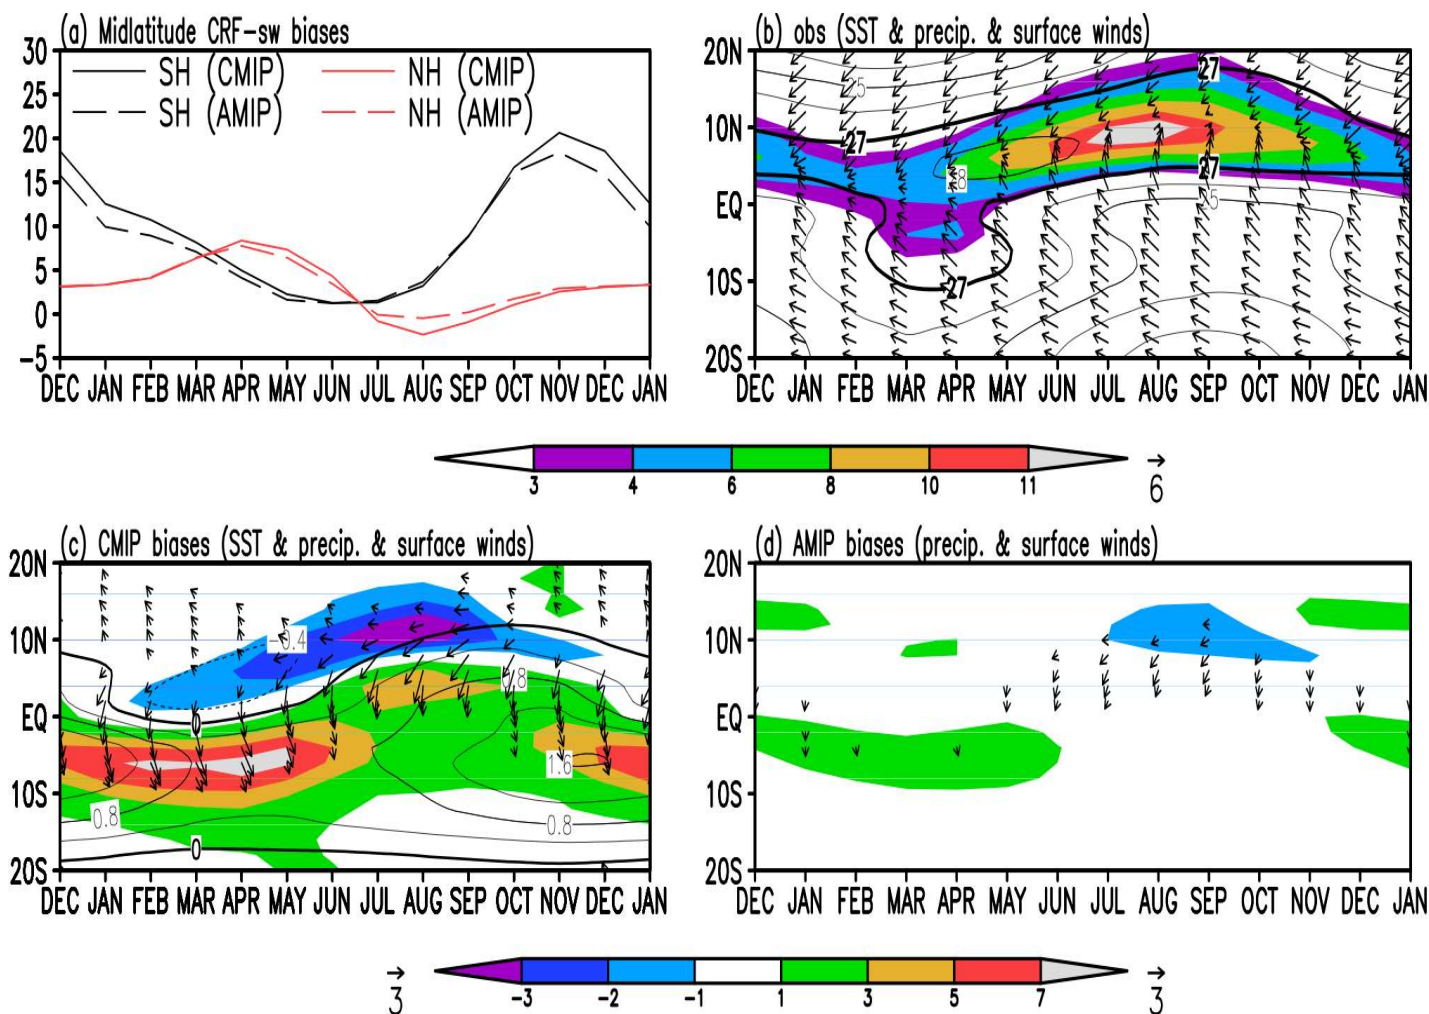 (a) Midlatitude CRF-sw biases
30
25
20
15
10
5
0
-5
SH (CMIP)
NH (CMIP)
SH (AMIP)
NH (AMIP)
DEC JAN FEB MAR APR MAY JUN JUL AUG SEP OCT NOV DEC JAN
(b) obs (SST & precip. & surface winds)
20N
10N
EQ
10S
20S
25
27
27
27
25
27
DEC JAN FEB MAR APR MAY JUN JUL AUG SEP OCT NOV DEC JAN
3 4 6 8 10 11
6
(c) CMIP biases (SST & precip. & surface winds)
20N
10N
EQ
10S
20S
-0.4
0.8
0
1.6
0.8
0.8
0
DEC JAN FEB MAR APR MAY JUN JUL AUG SEP OCT NOV DEC JAN
(d) AMIP biases (precip. & surface winds)
20N
10N
EQ
10S
20S
DEC JAN FEB MAR APR MAY JUN JUL AUG SEP OCT NOV DEC JAN
3
-3 -2 -1 1 3 5 7
3